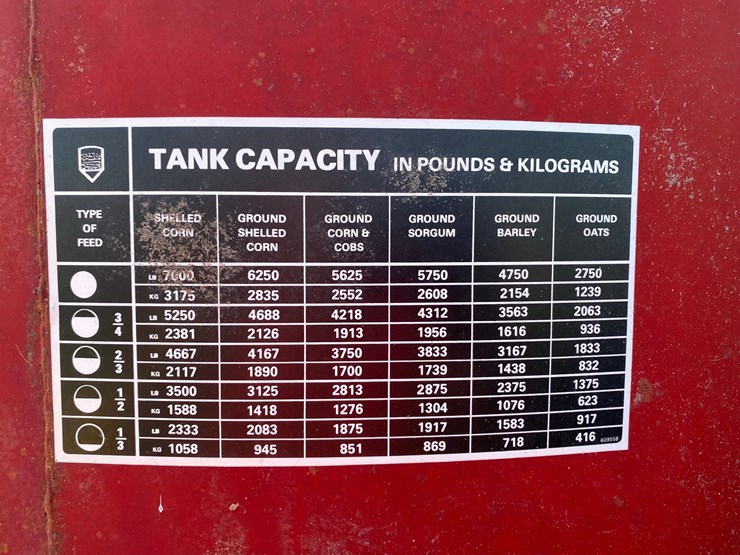 TANK CAPACITY IN POUNDS & KILOGRAMS
TYPE OF FEED SHELLED CORN GROUND SHELLED CORN GROUND CORN & COBS GROUND SORGUM GROUND BARLEY GROUND OATS
LB 7000 6250 5625 5750 4750 2750
KG 3175 2835 2552 2608 2154 1239
3/4 LB 5250 4688 4218 4312 3563 2063
KG 2381 2126 1913 1956 1616 936
2/3 LB 4667 4167 3750 3833 3167 1833
KG 2117 1890 1700 1739 1438 832
1/2 LB 3500 3125 2813 2875 2375 1375
KG 1588 1418 1276 1304 1076 623
1/3 LB 2333 2083 1875 1917 1583 917
KG 1058 945 851 869 718 416
609558